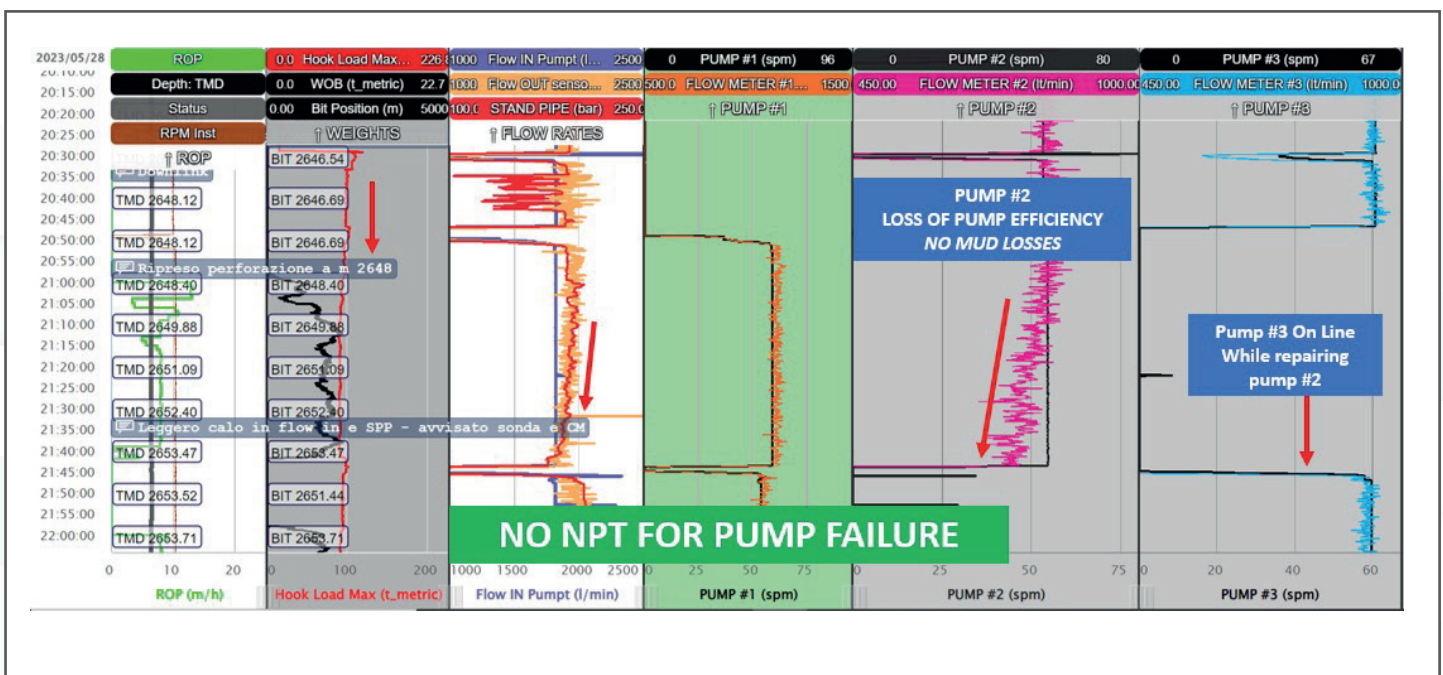 2023/05/28
ROP
0.0 Hook Load Max... 226.8
1000 Flow IN Pumpt (l... 2500
0 PUMP #1 (spm) 96
0 PUMP #2 (spm) 80
0 PUMP #3 (spm) 67
20:10:00
Depth: TMD
0.0 WOB (t_metric) 22.7
1000 Flow OUT senso... 2500
500.0 FLOW METER #1... 1500
450.00 FLOW METER #2 (lt/min) 1000.00
450.00 FLOW METER #3 (lt/min) 1000.0
20:15:00
Status
0.00 Bit Position (m) 5000
100.0 STAND PIPE (bar) 250.0
↑ PUMP #1
↑ PUMP #2
↑ PUMP #3
20:20:00
RPM Inst
↑ WEIGHTS
↑ FLOW RATES
20:25:00
↑ ROP
20:30:00
BIT 2646.54
20:35:00
Downlink
20:40:00
TMD 2648.12
BIT 2646.69
20:45:00
20:50:00
TMD 2648.12
BIT 2646.69
20:55:00
Ripreso perforazione a m 2648
21:00:00
TMD 2648.40
BIT 2648.40
21:05:00
21:10:00
TMD 2649.88
BIT 2649.88
21:15:00
21:20:00
TMD 2651.09
BIT 2651.09
21:25:00
21:30:00
TMD 2652.40
BIT 2652.40
21:35:00
Leggero calo in flow in e SPP - avvisato sonda e CM
21:40:00
TMD 2653.47
BIT 2653.47
21:45:00
21:50:00
TMD 2653.52
BIT 2651.44
21:55:00
22:00:00
TMD 2653.71
BIT 2653.71
PUMP #2
LOSS OF PUMP EFFICIENCY
NO MUD LOSSES
Pump #3 On Line
While repairing
pump #2
NO NPT FOR PUMP FAILURE
0 10 20
0 100 200
1000 1500 2000 2500
0 25 50 75
0 25 50 75
0 20 40 60
ROP (m/h)
Hook Load Max (t_metric)
Flow IN Pumpt (l/min)
PUMP #1 (spm)
PUMP #2 (spm)
PUMP #3 (spm)